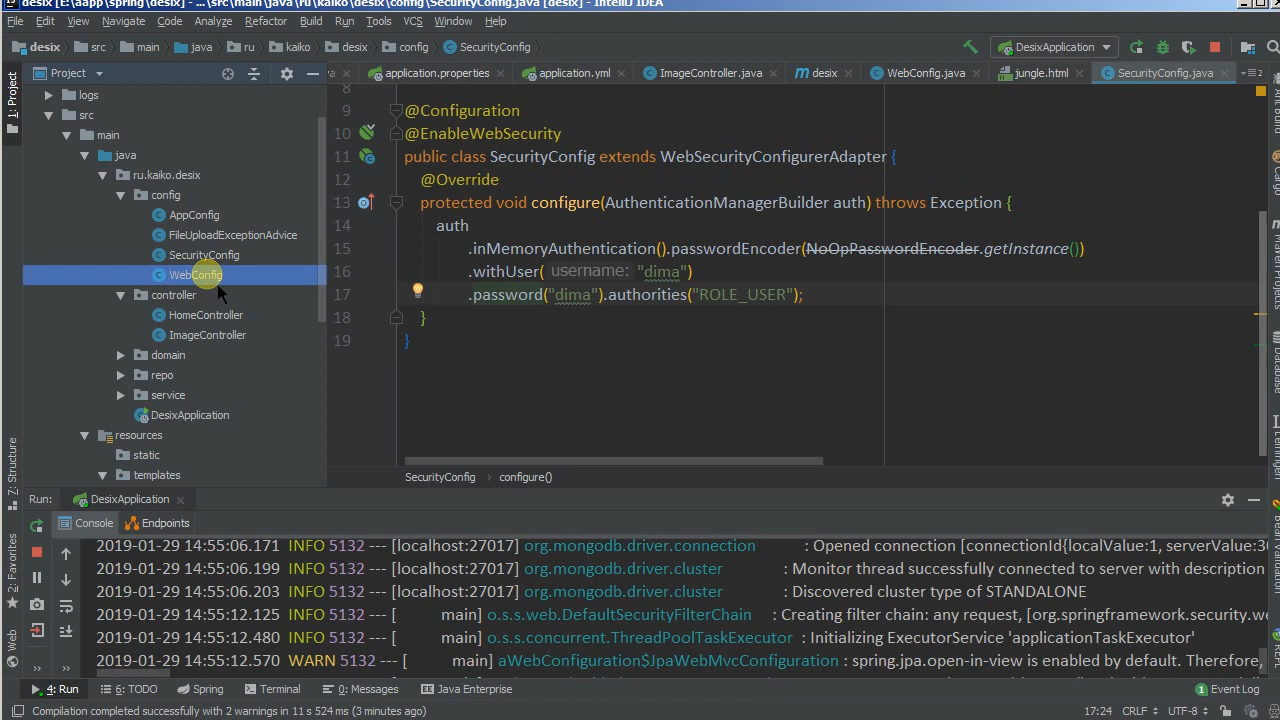 desix [E:\aapp\spring\desix] - ...\src\main\java\ru\kaiko\desix\config\SecurityConfig.java [desix] - IntelliJ IDEA
File Edit View Navigate Code Analyze Refactor Build Run Tools VCS Window Help
desix src main java ru kaiko desix config SecurityConfig DesixApplication
1: Project
Project
application.properties application.yml ImageController.java desix WebConfig.java jungle.html SecurityConfig.java
logs
src
main
java
ru.kaiko.desix
config
AppConfig
FileUploadExceptionAdvice
SecurityConfig
WebConfig
controller
HomeController
ImageController
domain
repo
service
DesixApplication
resources
static
templates
8
9 @Configuration
10 @EnableWebSecurity
11 public class SecurityConfig extends WebSecurityConfigurerAdapter {
12 @Override
13 protected void configure(AuthenticationManagerBuilder auth) throws Exception {
14 auth
15 .inMemoryAuthentication().passwordEncoder(NoOpPasswordEncoder.getInstance())
16 .withUser( username: "dima")
17 .password("dima").authorities("ROLE_USER");
18 }
19 }
SecurityConfig configure()
Ant Build
Database
7: Structure
2: Favorites
Web
Run: DesixApplication
Console Endpoints
2019-01-29 14:55:06.171 INFO 5132 --- [localhost:27017] org.mongodb.driver.connection : Opened connection [connectionId{localValue:1, serverValue:
2019-01-29 14:55:06.199 INFO 5132 --- [localhost:27017] org.mongodb.driver.cluster : Monitor thread successfully connected to server with description
2019-01-29 14:55:06.203 INFO 5132 --- [localhost:27017] org.mongodb.driver.cluster : Discovered cluster type of STANDALONE
2019-01-29 14:55:12.125 INFO 5132 --- [ main] o.s.s.web.DefaultSecurityFilterChain : Creating filter chain: any request, [org.springframework.security.we
2019-01-29 14:55:12.480 INFO 5132 --- [ main] o.s.s.concurrent.ThreadPoolTaskExecutor : Initializing ExecutorService 'applicationTaskExecutor'
2019-01-29 14:55:12.570 WARN 5132 --- [ main] aWebConfiguration$JpaWebMvcConfiguration : spring.jpa.open-in-view is enabled by default. Therefore,
4: Run 6: TODO Spring Terminal 0: Messages Java Enterprise 1 Event Log
Compilation completed successfully with 2 warnings in 11 s 524 ms (3 minutes ago) 17:24 CRLF UTF-8